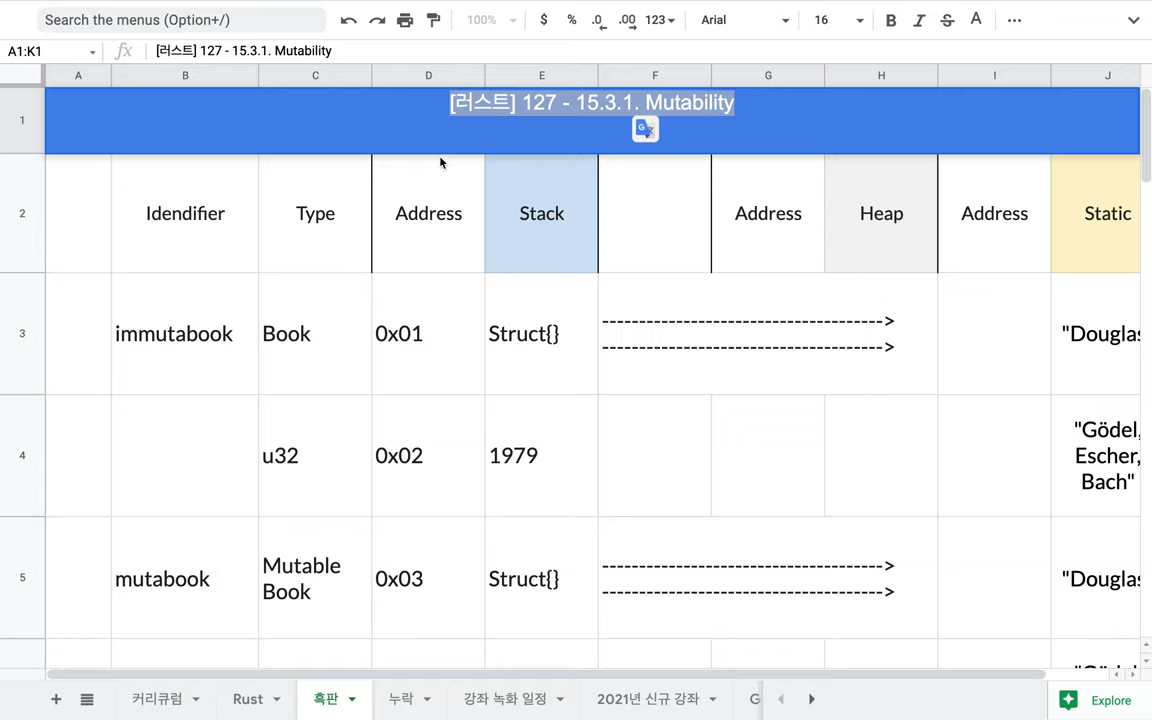 Search the menus (Option+/)
100%
$ % .0 .00 123 Arial 16 B I S A
A1:K1 fx [러스트] 127 - 15.3.1. Mutability
A B C D E F G H I J
1 [러스트] 127 - 15.3.1. Mutability
2 Idendifier Type Address Stack Address Heap Address Static
3 immutabook Book 0x01 Struct{} --------------------------------------->
--------------------------------------->
"Douglas
4 u32 0x02 1979 "Gödel,
Escher,
Bach"
5 mutabook Mutable
Book 0x03 Struct{} --------------------------------------->
--------------------------------------->
"Douglas
+ 커리큐럼 Rust 흑판 누락 강좌 녹화 일정 2021년 신규 강좌 G Explore